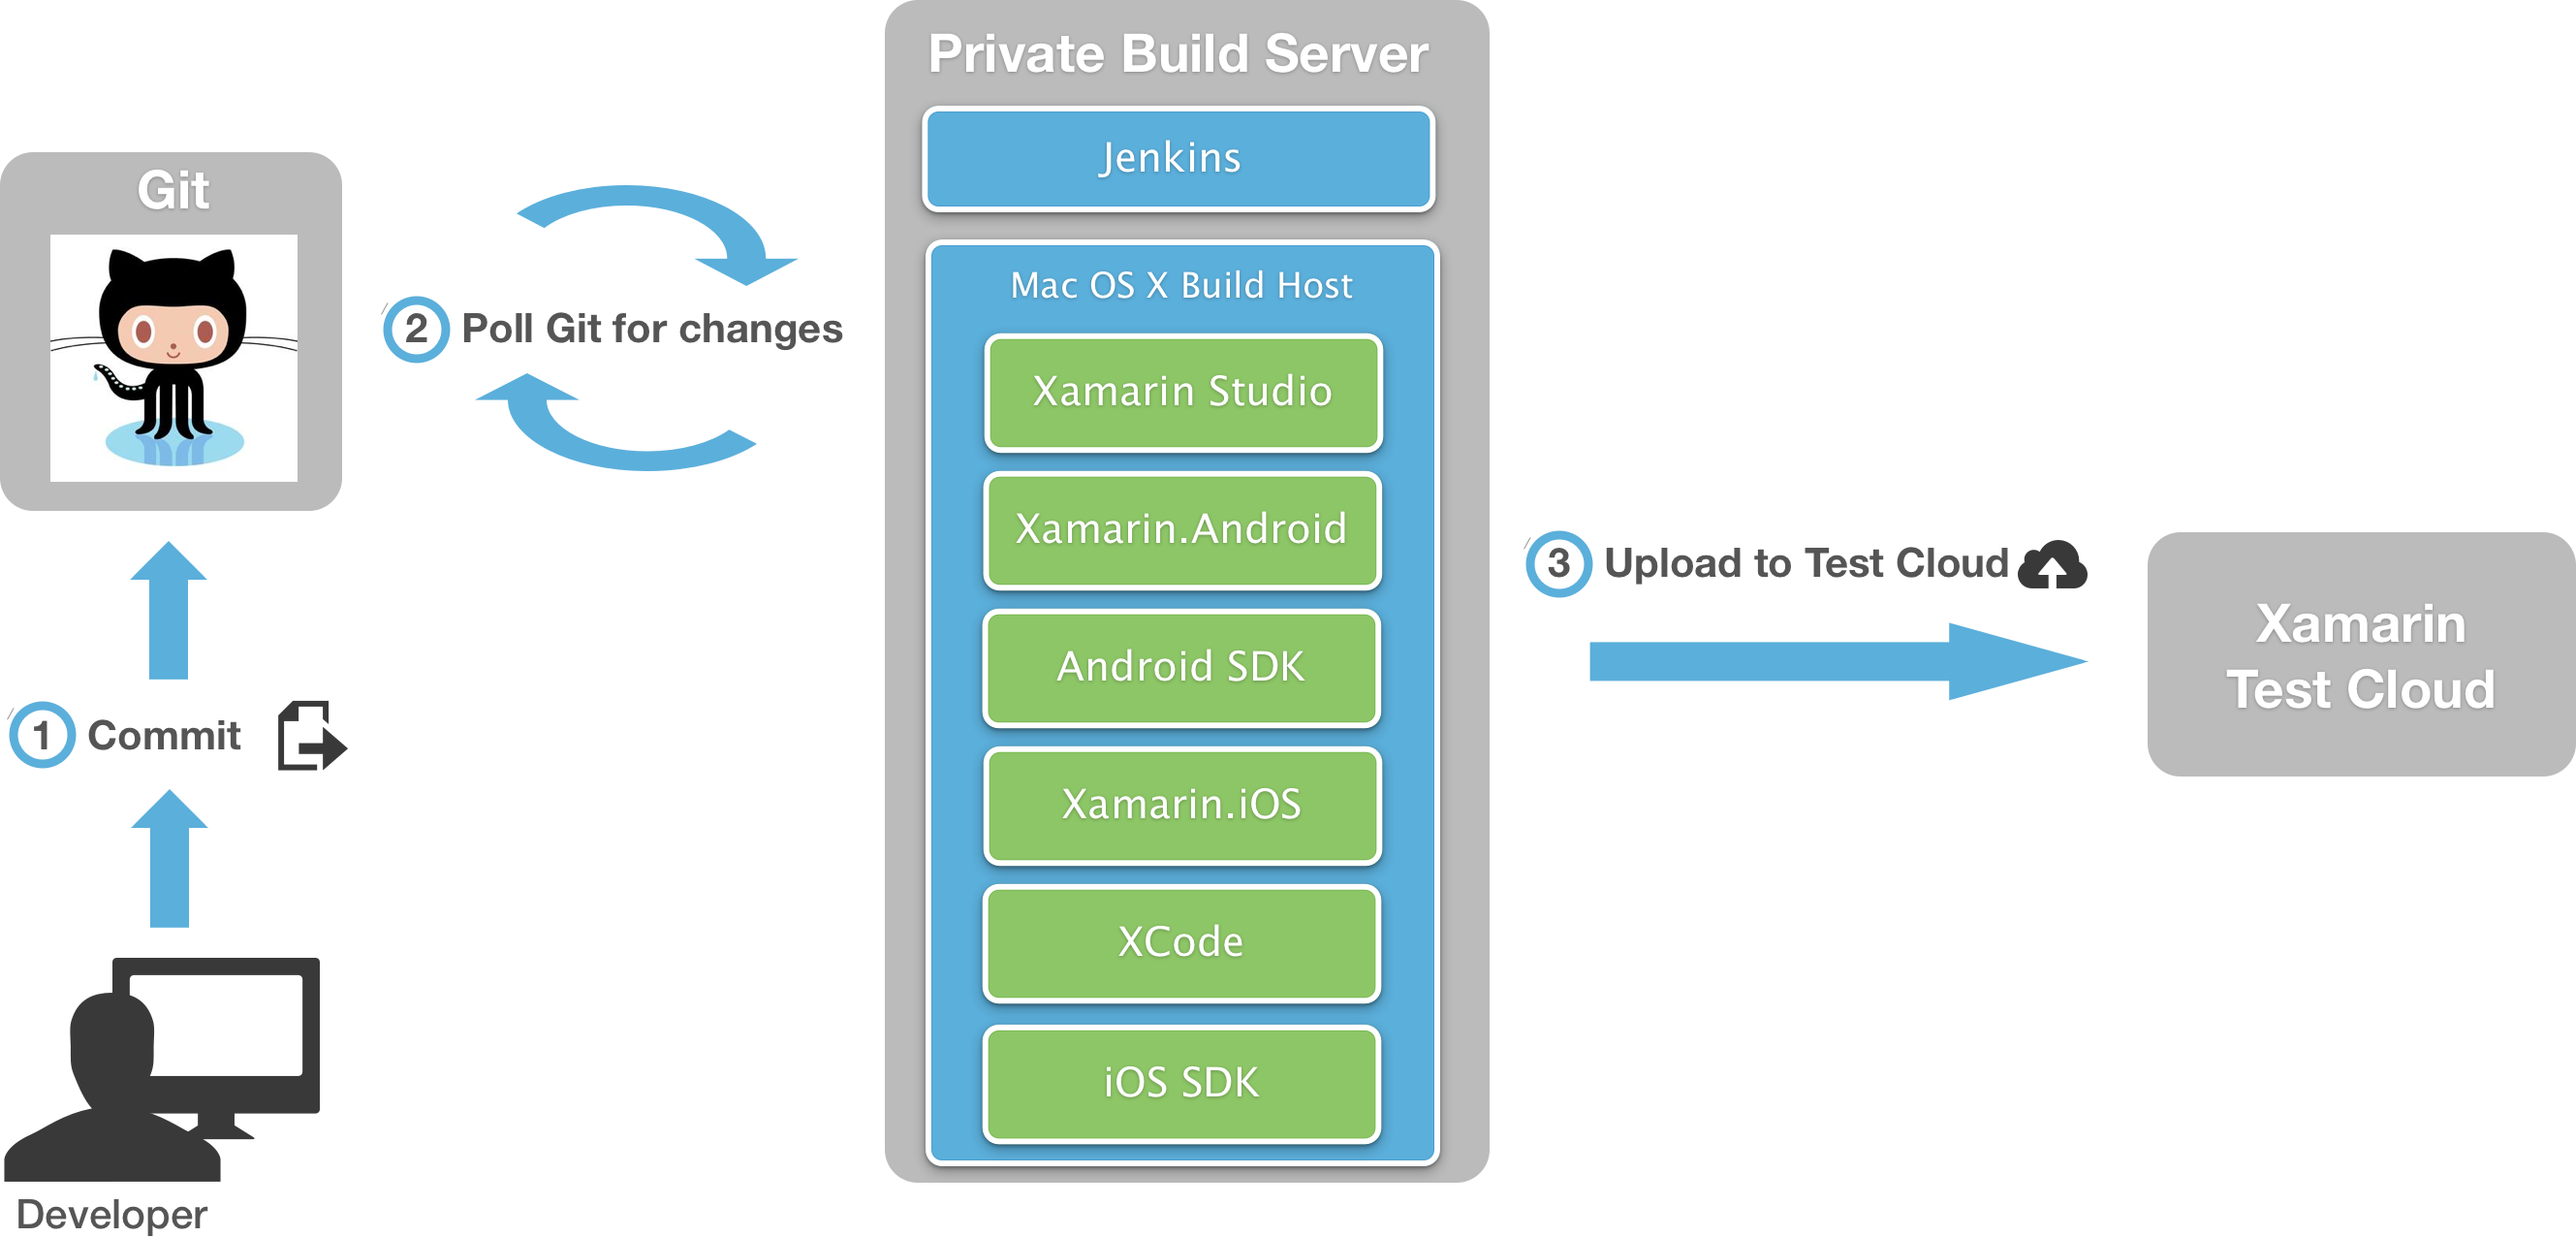 Private Build Server
Jenkins
Git
Mac OS X Build Host
2 Poll Git for changes
Xamarin Studio
Xamarin.Android
3 Upload to Test Cloud
Xamarin
Test Cloud
Android SDK
1 Commit
Xamarin.iOS
XCode
iOS SDK
Developer